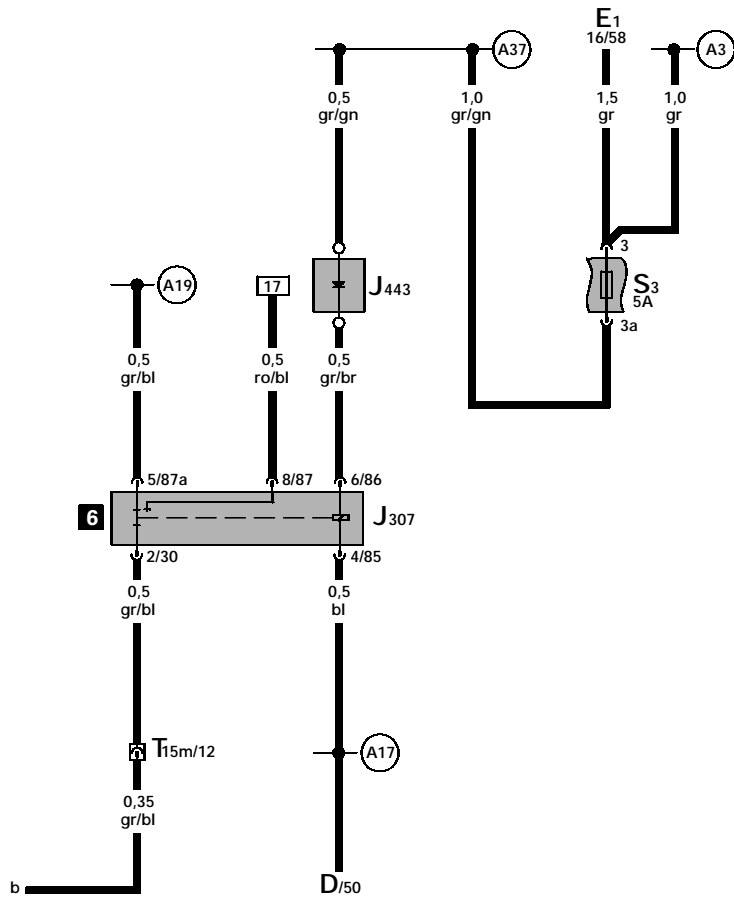 E1
16/58
A37
A3
0,5
gr/gn
1,0
gr/gn
1,5
gr
1,0
gr
3
A19
17
J443
S3
5A
3a
0,5
gr/bl
0,5
ro/bl
0,5
gr/br
5/87a
8/87
6/86
6
J307
2/30
4/85
0,5
gr/bl
0,5
bl
T15m/12
A17
0,35
gr/bl
b
D/50